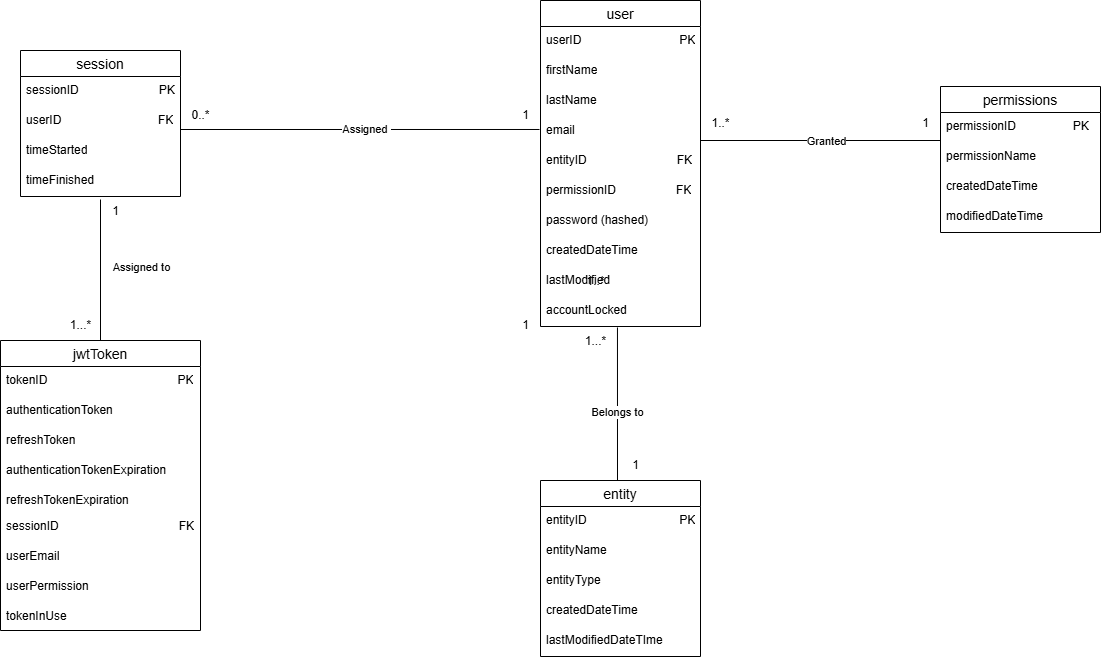 user
userID PK
firstName
lastName
email
entityID FK
permissionID FK
password (hashed)
createdDateTime
lastModified
1..*
accountLocked
session
sessionID PK
userID FK
timeStarted
timeFinished
0..*
Assigned
1
1..*
Granted
1
permissions
permissionID PK
permissionName
createdDateTime
modifiedDateTime
1
Assigned to
1...*
jwtToken
tokenID PK
authenticationToken
refreshToken
authenticationTokenExpiration
refreshTokenExpiration
sessionID FK
userEmail
userPermission
tokenInUse
1
1...*
Belongs to
1
entity
entityID PK
entityName
entityType
createdDateTime
lastModifiedDateTIme